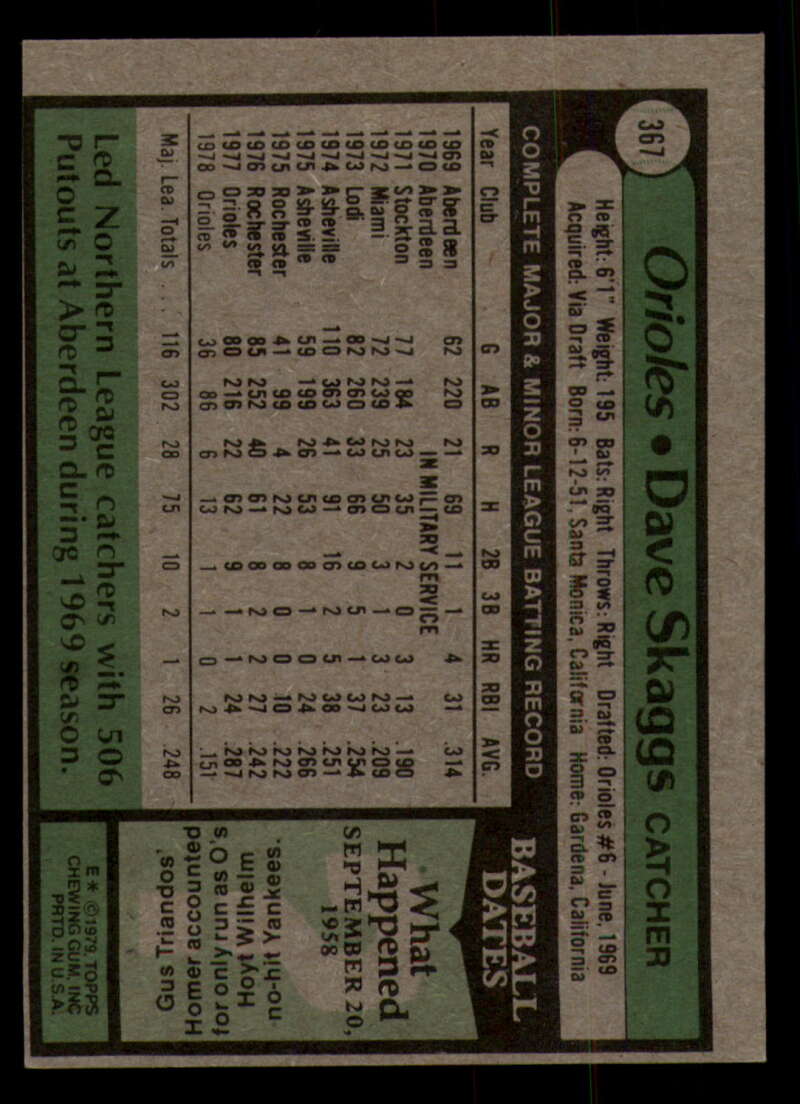 367
Orioles • Dave Skaggs CATCHER
Height: 6'1" Weight: 195 Bats: Right Throws: Right Drafted: Orioles #6 - June, 1969
Acquired: Via Draft Born: 6-12-51, Santa Monica, California Home: Gardena, California
COMPLETE MAJOR & MINOR LEAGUE BATTING RECORD
Year Club G AB R H 2B 3B HR RBI AVG.
1969 Aberdeen 62 220 21 69 11 1 4 31 .314
1970 Aberdeen IN MILITARY SERVICE
1971 Stockton 77 184 23 35 2 0 3 13 .190
1972 Miami 72 239 25 50 3 1 3 23 .209
1973 Lodi 82 260 33 66 9 5 1 37 .254
1974 Asheville 110 363 41 91 16 2 5 38 .251
1975 Asheville 59 199 26 53 8 1 0 24 .266
1975 Rochester 41 99 4 22 8 0 0 10 .222
1976 Rochester 85 252 40 61 8 2 2 27 .242
1977 Orioles 80 216 22 62 9 1 1 24 .287
1978 Orioles 36 86 6 13 1 1 0 2 .151
Maj. Lea. Totals . . . 116 302 28 75 10 2 1 26 .248
Led Northern League catchers with 506
Putouts at Aberdeen during 1969 season.
BASEBALL
DATES
What
Happened
SEPTEMBER 20,
1958
Gus Triandos'
Homer accounted
for only run as O's
Hoyt Wilhelm
no-hit Yankees.
E* ©1979, TOPPS
CHEWING GUM, INC
PRTD. IN U.S.A.